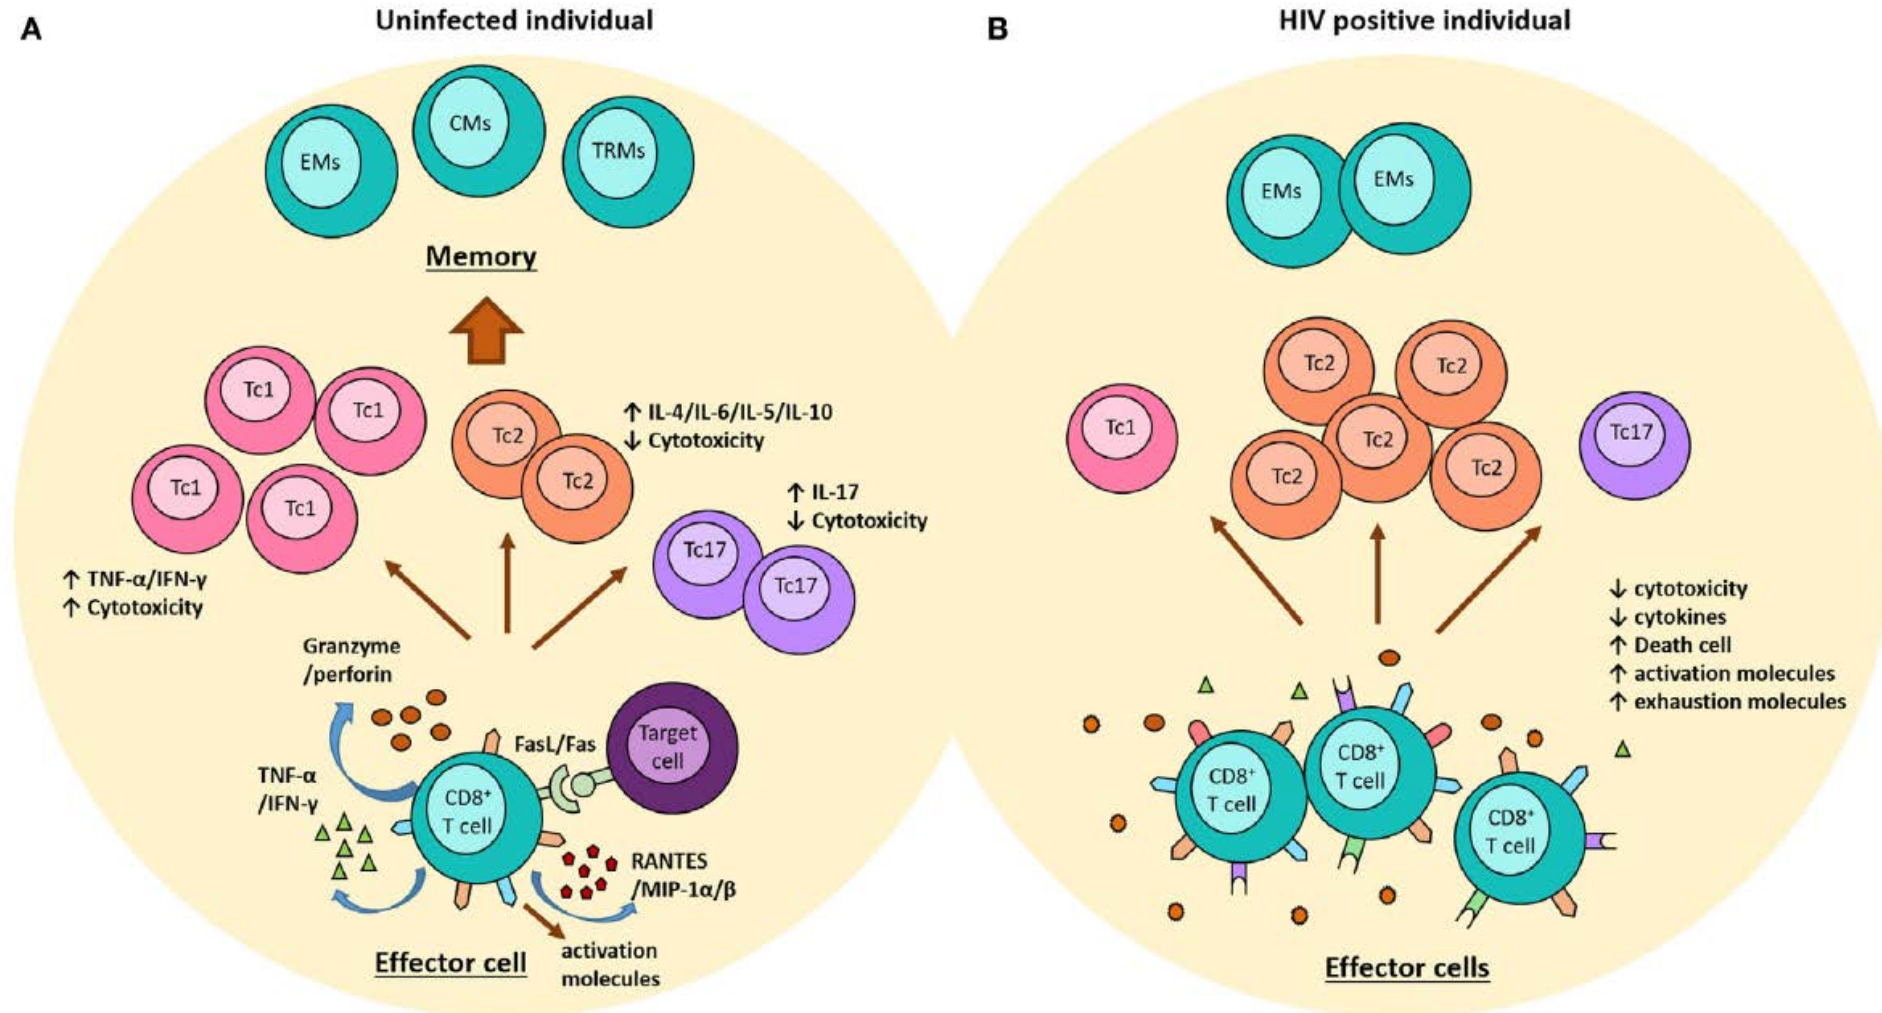 A
Uninfected individual
EMs
CMs
TRMs
Memory
Tc1
Tc1
Tc1
Tc1
↑ TNF-α/IFN-γ
↑ Cytotoxicity
Tc2
Tc2
↑ IL-4/IL-6/IL-5/IL-10
↓ Cytotoxicity
↑ IL-17
↓ Cytotoxicity
Tc17
Tc17
Granzyme
/perforin
TNF-α
/IFN-γ
FasL/Fas
Target
cell
CD8⁺
T cell
RANTES
/MIP-1α/β
activation
molecules
Effector cell
B
HIV positive individual
EMs
EMs
Tc1
Tc2
Tc2
Tc2
Tc2
Tc2
Tc17
↓ cytotoxicity
↓ cytokines
↑ Death cell
↑ activation molecules
↑ exhaustion molecules
CD8⁺
T cell
CD8⁺
T cell
CD8⁺
T cell
Effector cells